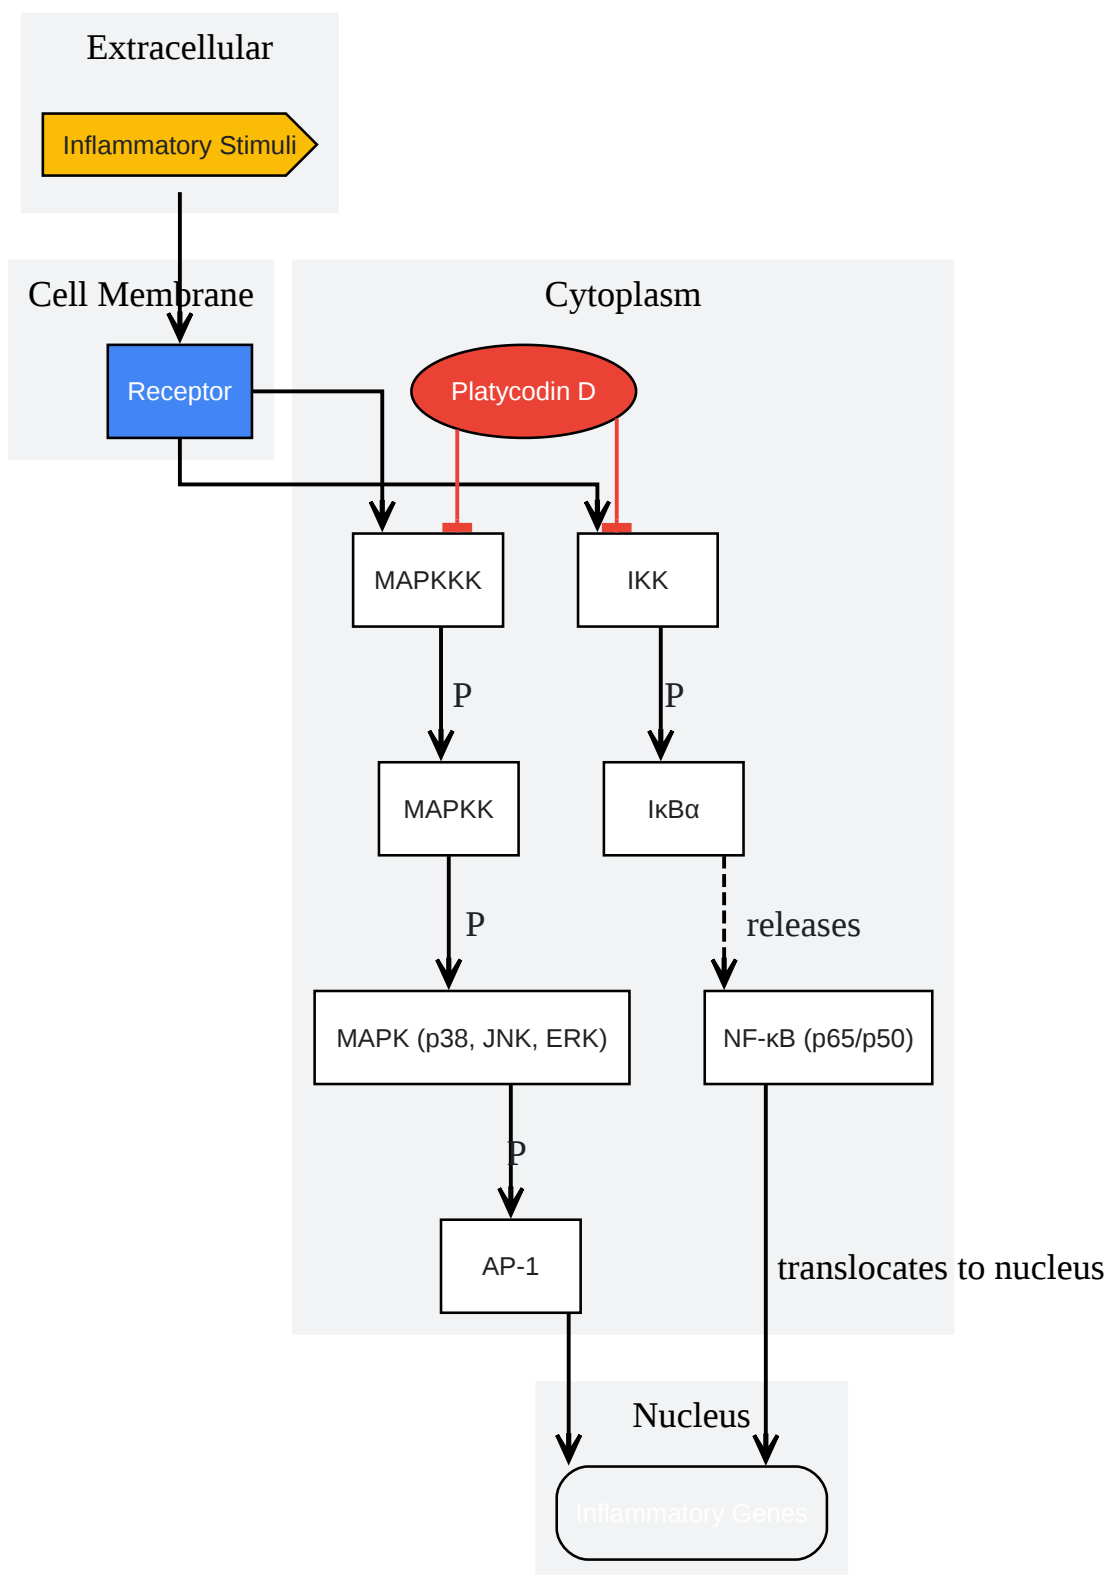 Extracellular
Inflammatory Stimuli
Cell Membrane
Cytoplasm
Receptor
Platycodin D
MAPKKK
IKK
P
P
MAPKK
IκBα
P
releases
MAPK (p38, JNK, ERK)
NF-κB (p65/p50)
P
AP-1
translocates to nucleus
Nucleus
Inflammatory Genes